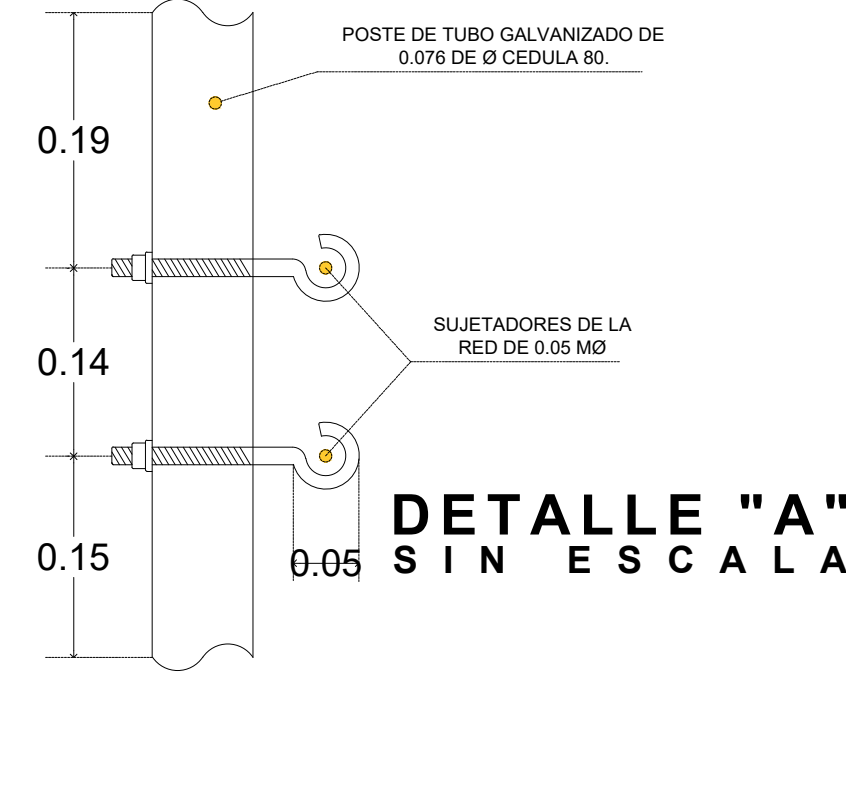 POSTE DE TUBO GALVANIZADO DE
0.076 DE Ø CEDULA 80.
0.19
SUJETADORES DE LA
RED DE 0.05 MØ
0.14
DETALLE "A"
0.15
0.05
SIN ESCALA